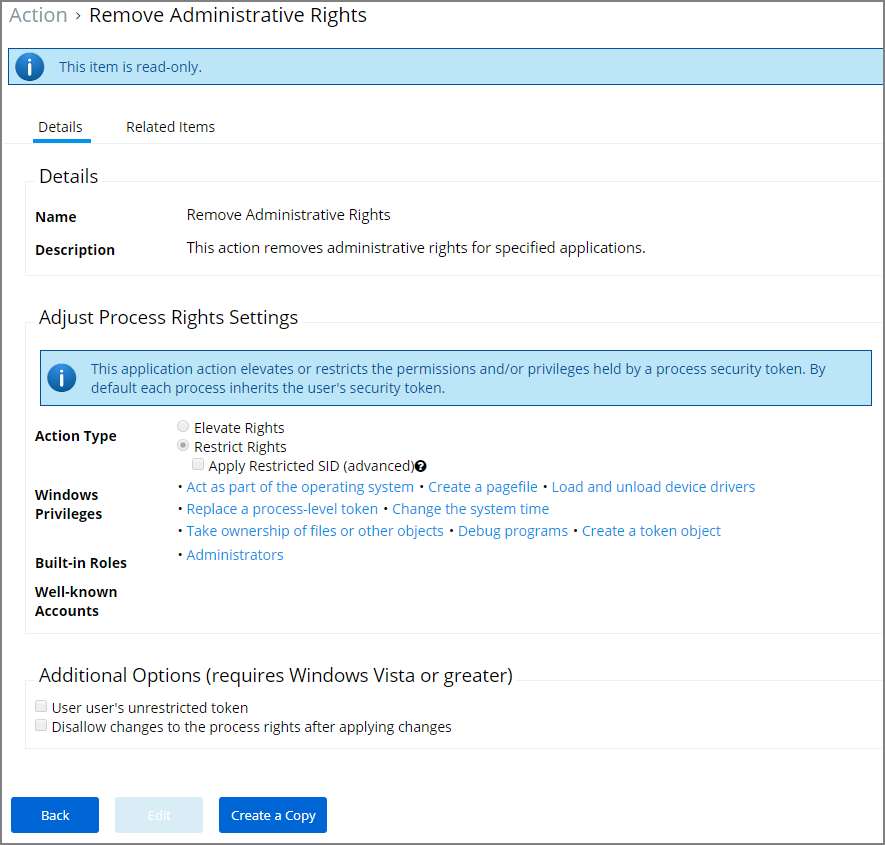 Action › Remove Administrative Rights
This item is read-only.
Details Related Items
Details
Name Remove Administrative Rights
Description This action removes administrative rights for specified applications.
Adjust Process Rights Settings
This application action elevates or restricts the permissions and/or privileges held by a process security token. By
default each process inherits the user's security token.
Action Type
Elevate Rights
Restrict Rights
Apply Restricted SID (advanced)
Windows Privileges
• Act as part of the operating system • Create a pagefile • Load and unload device drivers
• Replace a process-level token • Change the system time
• Take ownership of files or other objects • Debug programs • Create a token object
Built-in Roles
• Administrators
Well-known
Accounts
Additional Options (requires Windows Vista or greater)
User user's unrestricted token
Disallow changes to the process rights after applying changes
Back Edit Create a Copy